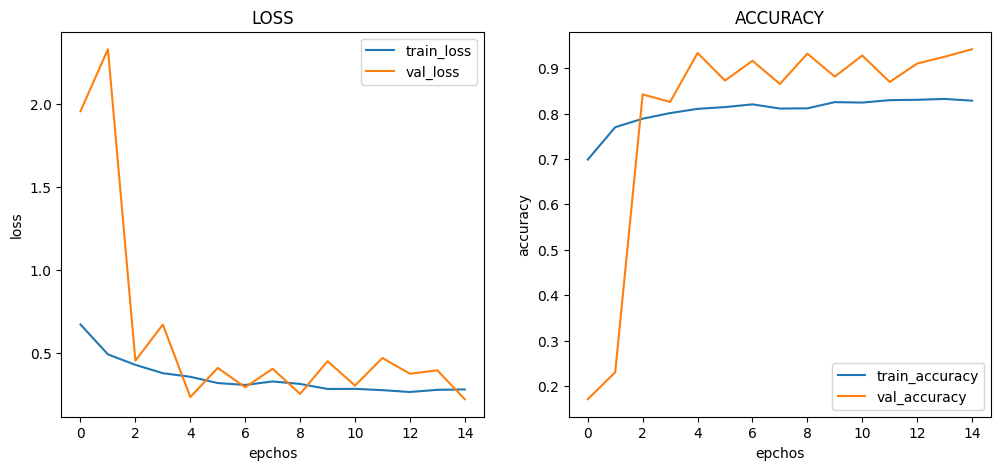 LOSS
train_loss
val_loss
2.0
1.5
1.0
0.5
loss
0 2 4 6 8 10 12 14
epchos
ACCURACY
0.9
0.8
0.7
0.6
0.5
0.4
0.3
0.2
accuracy
train_accuracy
val_accuracy
0 2 4 6 8 10 12 14
epchos